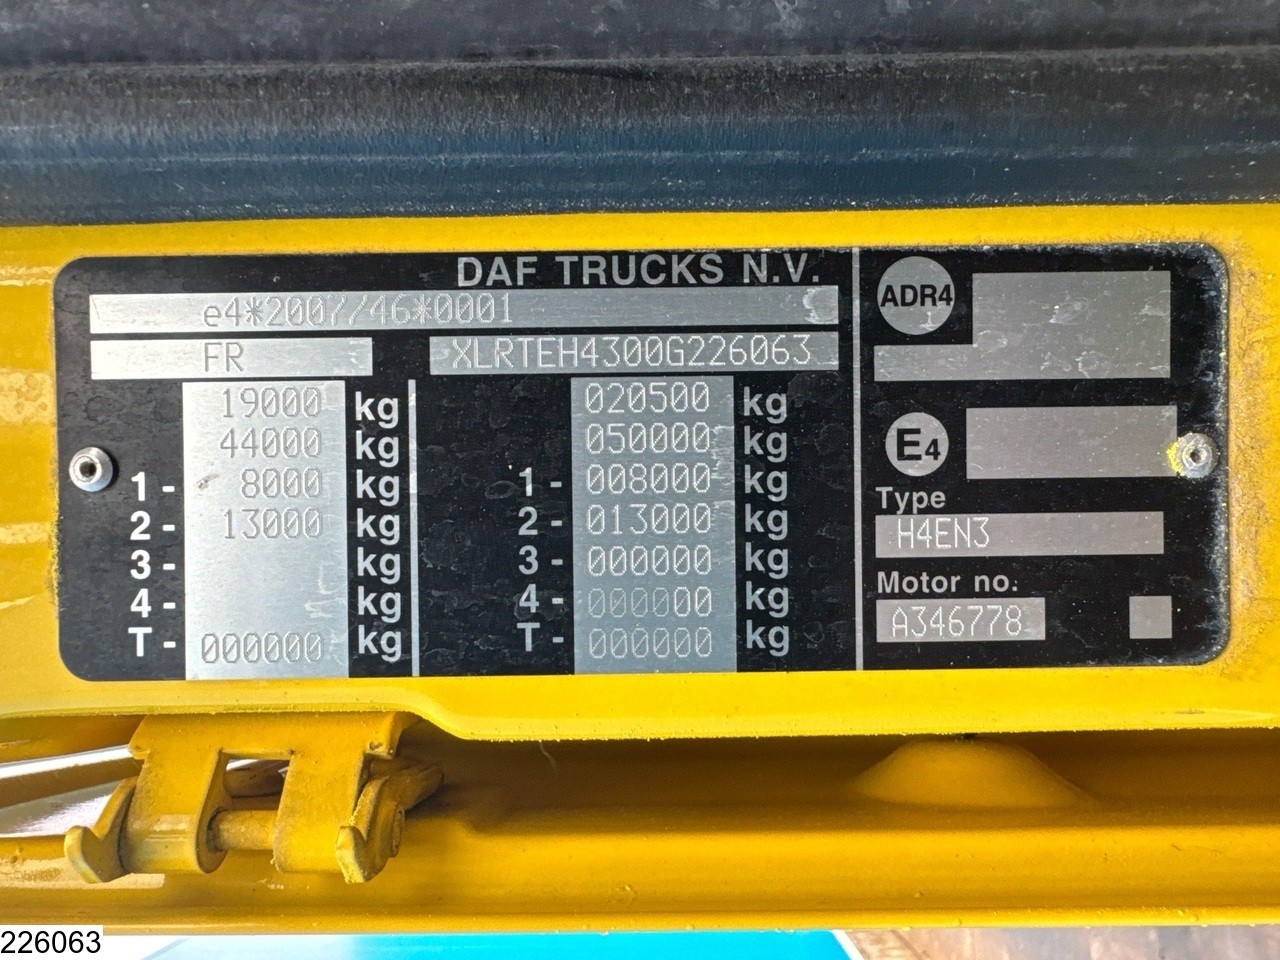 DAF TRUCKS N.V.
e4*2007/46*0001
FR
XLRTEH4300G226063
19000 kg
44000 kg
1- 8000 kg
2- 13000 kg
3- kg
4- kg
T- 000000 kg
020500 kg
050000 kg
1- 008000 kg
2- 013000 kg
3- 000000 kg
4- 000000 kg
T- 000000 kg
ADR4
E4
Type
H4EN3
Motor no.
A346778
226063